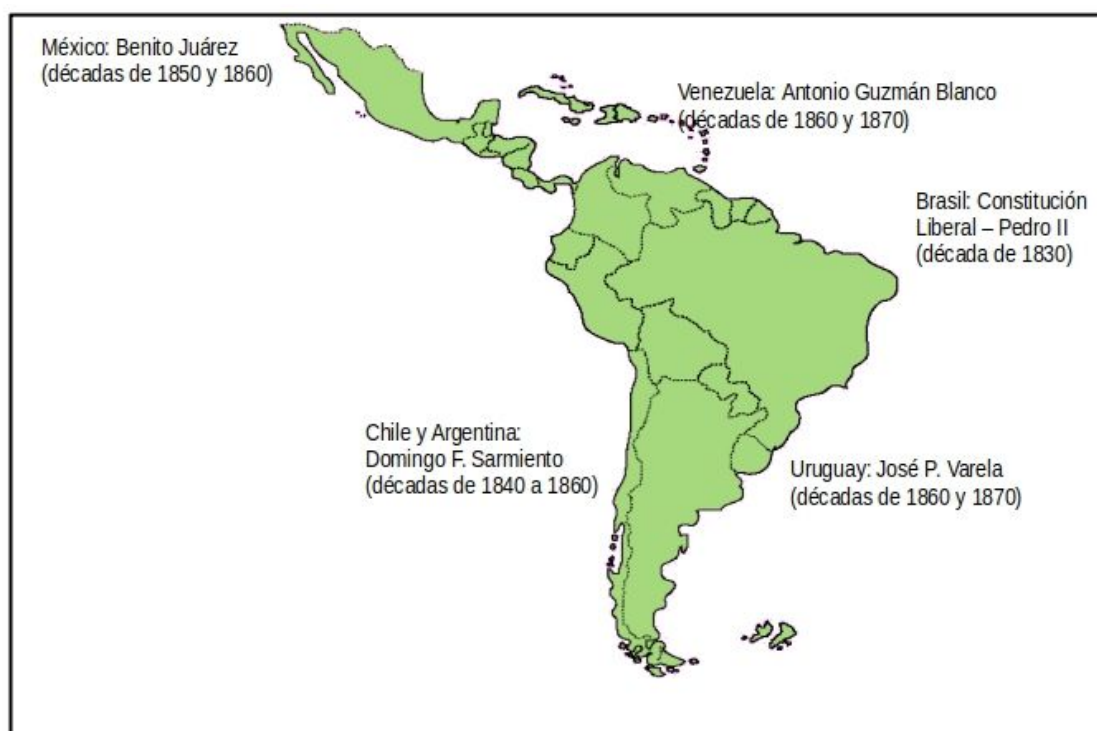 México: Benito Juárez
(décadas de 1850 y 1860)
Venezuela: Antonio Guzmán Blanco
(décadas de 1860 y 1870)
Brasil: Constitución
Liberal – Pedro II
(década de 1830)
Chile y Argentina:
Domingo F. Sarmiento
(décadas de 1840 a 1860)
Uruguay: José P. Varela
(décadas de 1860 y 1870)